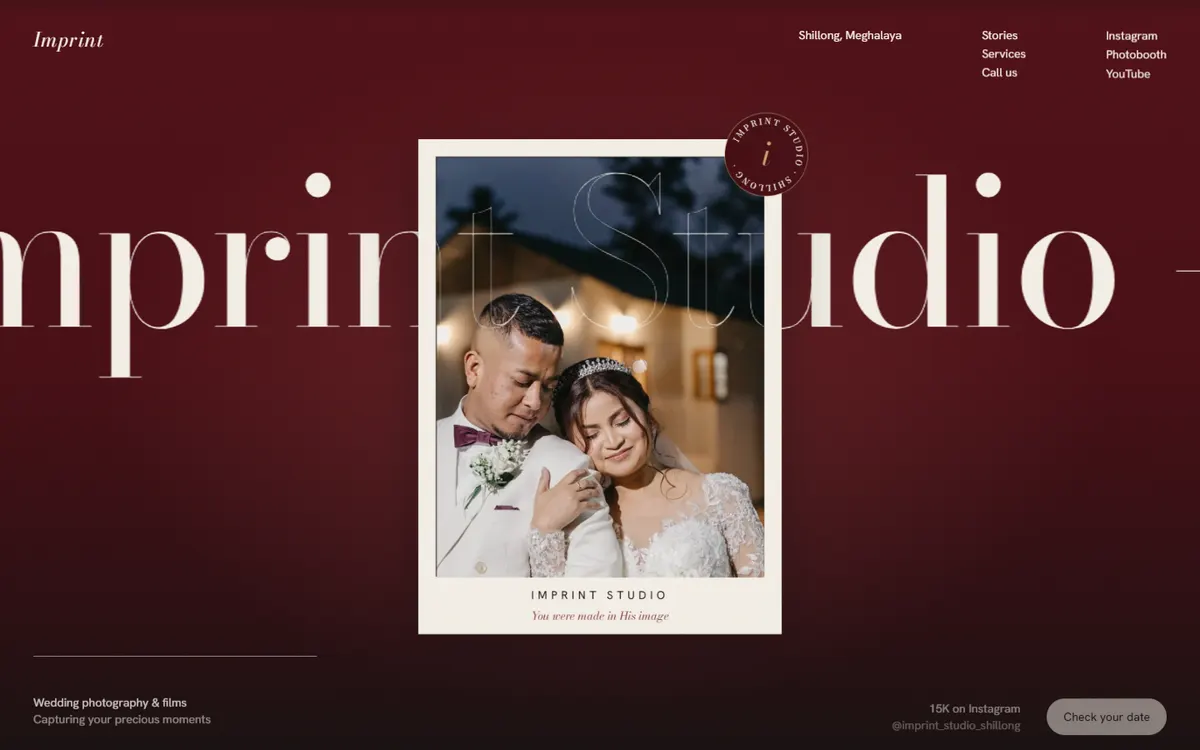 Imprint
Shillong, Meghalaya
Stories
Services
Call us
Instagram
Photobooth
YouTube
IMPRINT STUDIO · SHILLONG ·
i
mprint Studio
IMPRINT STUDIO
You were made in His image
Wedding photography & films
Capturing your precious moments
15K on Instagram
@imprint_studio_shillong
Check your date